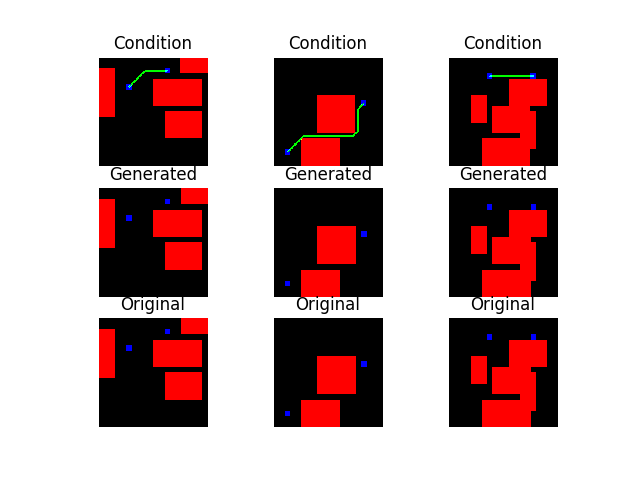 Condition
Condition
Condition
Generated
Generated
Generated
Original
Original
Original